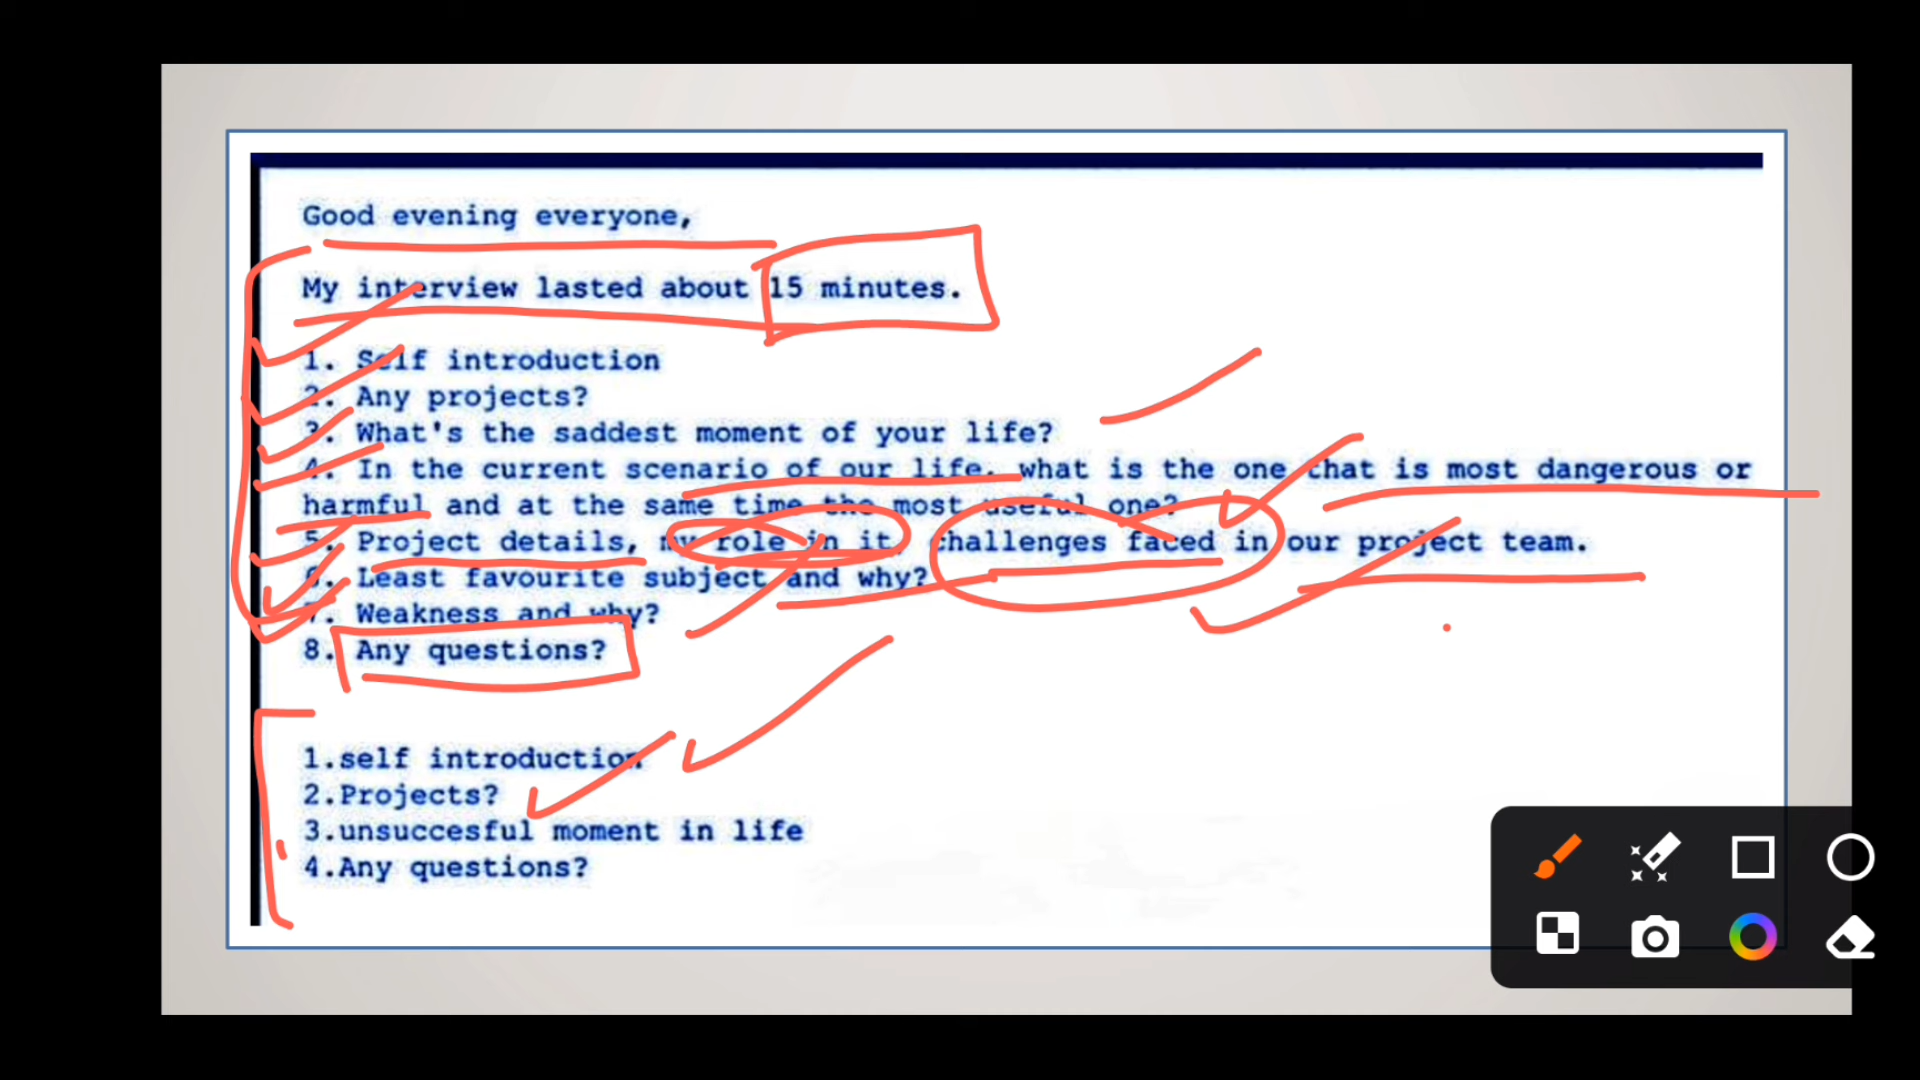 Good evening everyone,
My interview lasted about 15 minutes.
1. Self introduction
2. Any projects?
3. What's the saddest moment of your life?
4. In the current scenario of our life, what is the one that is most dangerous or
harmful and at the same time the most useful one?
5. Project details, my role in it, challenges faced in our project team.
6. Least favourite subject and why?
7. Weakness and why?
8. Any questions?
1.self introduction
2.Projects?
3.unsuccesful moment in life
4.Any questions?